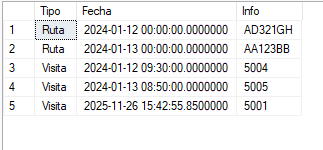 Tipo Fecha Info
1 Ruta 2024-01-12 00:00:00.0000000 AD321GH
2 Ruta 2024-01-13 00:00:00.0000000 AA123BB
3 Visita 2024-01-12 09:30:00.0000000 5004
4 Visita 2024-01-13 08:50:00.0000000 5005
5 Visita 2025-11-26 15:42:55.8500000 5001